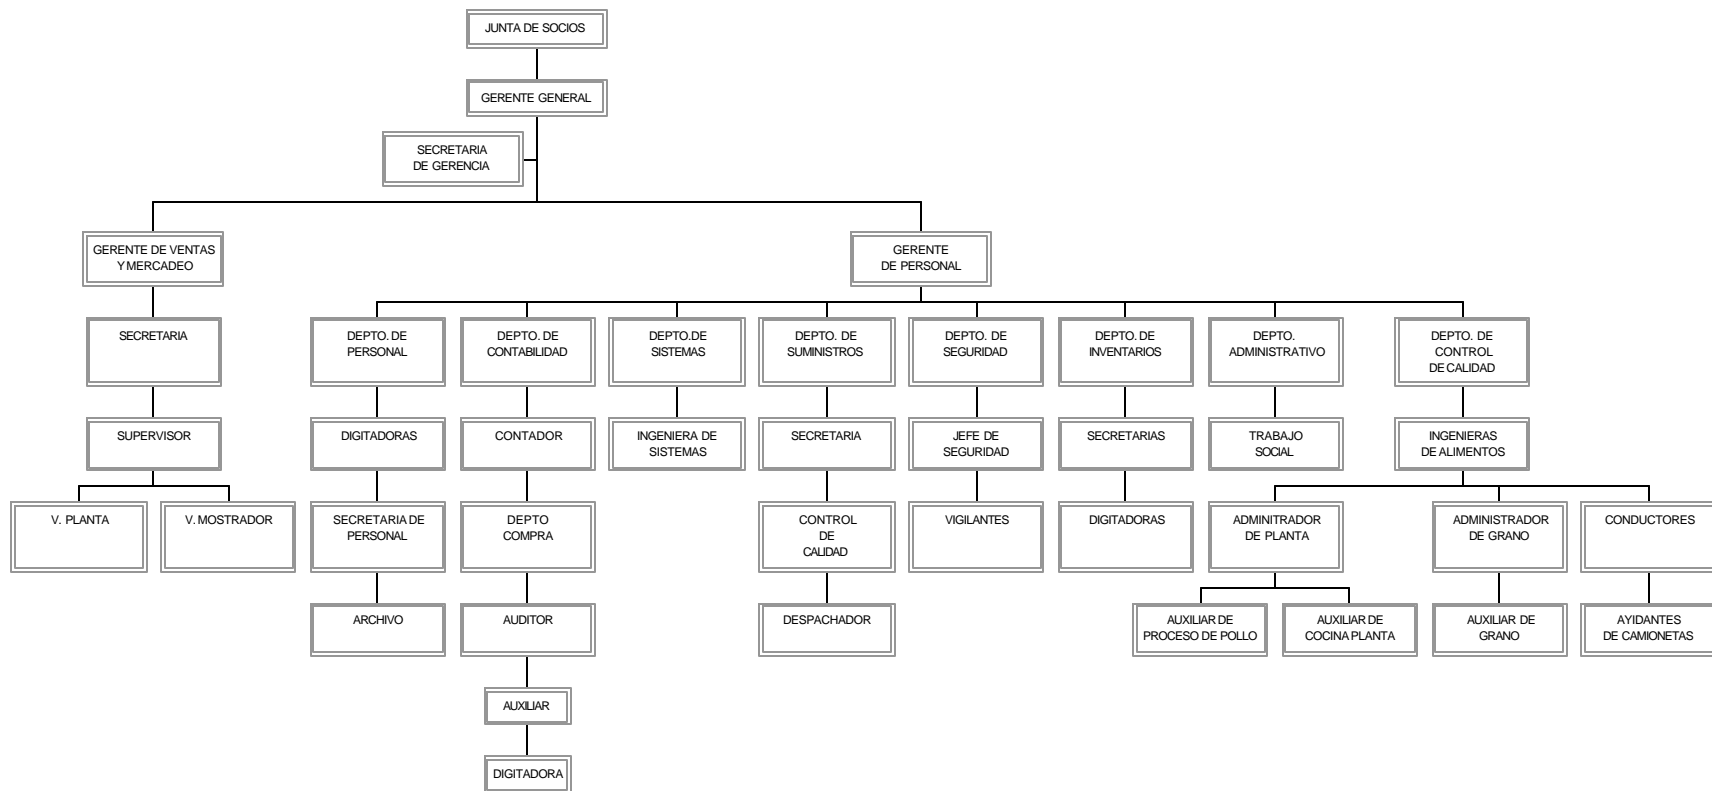 JUNTA DE SOCIOS
GERENTE GENERAL
SECRETARIA
DE GERENCIA
GERENTE DE VENTAS
Y MERCADEO
GERENTE
DE PERSONAL
SECRETARIA
DEPTO. DE
PERSONAL
DEPTO. DE
CONTABILIDAD
DEPTO.DE
SISTEMAS
DEPTO. DE
SUMINISTROS
DEPTO. DE
SEGURIDAD
DEPTO. DE
INVENTARIOS
DEPTO.
ADMINISTRATIVO
DEPTO. DE
CONTROL
DE CALIDAD
SUPERVISOR
DIGITADORAS
CONTADOR
INGENIERA DE
SISTEMAS
SECRETARIA
JEFE DE
SEGURIDAD
SECRETARIAS
TRABAJO
SOCIAL
INGENIERAS
DE ALIMENTOS
V. PLANTA
V. MOSTRADOR
SECRETARIA DE
PERSONAL
DEPTO
COMPRA
CONTROL
DE
CALIDAD
VIGILANTES
DIGITADORAS
ADMINITRADOR
DE PLANTA
ADMINISTRADOR
DE GRANO
CONDUCTORES
ARCHIVO
AUDITOR
DESPACHADOR
AUXILIAR DE
PROCESO DE POLLO
AUXILIAR DE
COCINA PLANTA
AUXILIAR DE
GRANO
AYIDANTES
DE CAMIONETAS
AUXILIAR
DIGITADORA